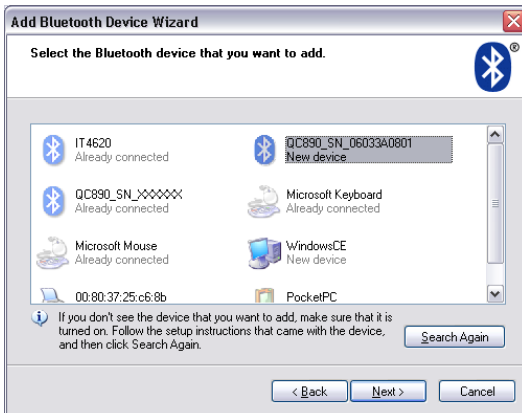 Add Bluetooth Device Wizard
Select the Bluetooth device that you want to add.
®
IT4620
Already connected
QC890_SN_06033A0801
New device
QC890_SN_XXXXXX
Already connected
Microsoft Keyboard
Already connected
Microsoft Mouse
Already connected
WindowsCE
New device
00:80:37:25:c6:8b
PocketPC
If you don't see the device that you want to add, make sure that it is
turned on. Follow the setup instructions that came with the device,
and then click Search Again.
Search Again
< Back
Next >
Cancel